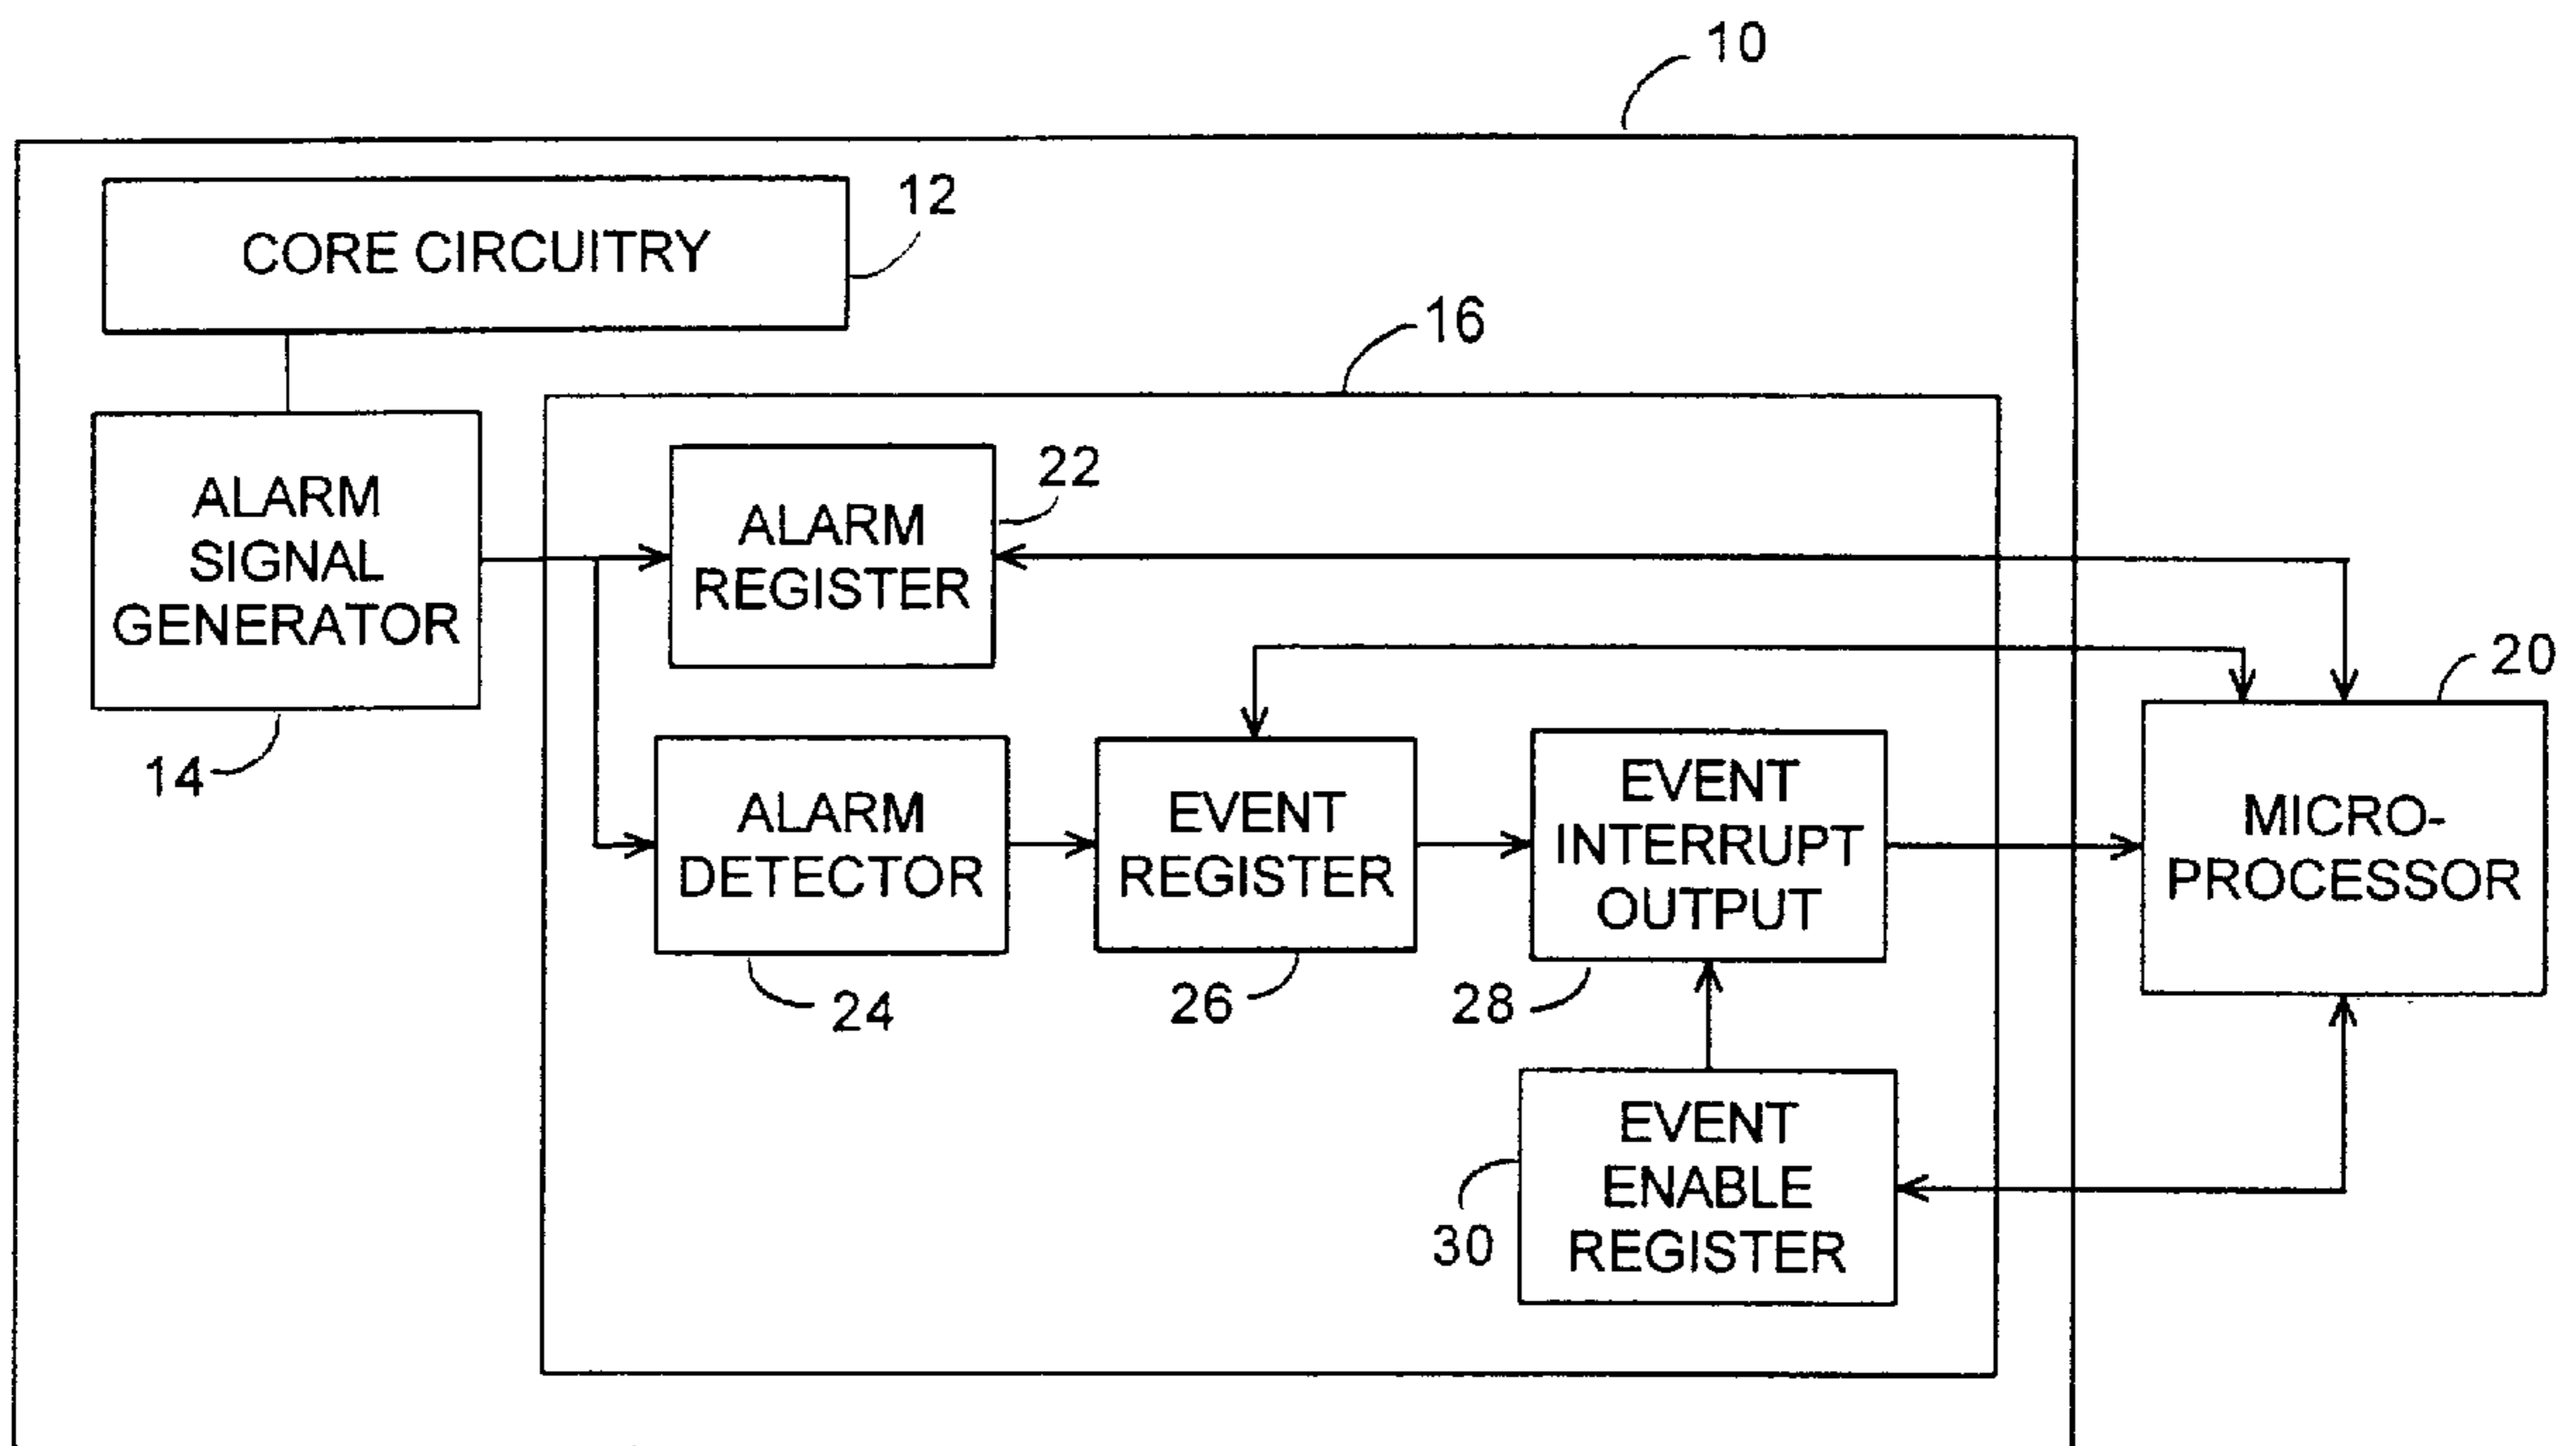 10
CORE CIRCUITRY
12
16
ALARM
SIGNAL
GENERATOR
14
ALARM
REGISTER
22
20
ALARM
DETECTOR
24
EVENT
REGISTER
26
EVENT
INTERRUPT
OUTPUT
28
MICRO-
PROCESSOR
EVENT
ENABLE
REGISTER
30